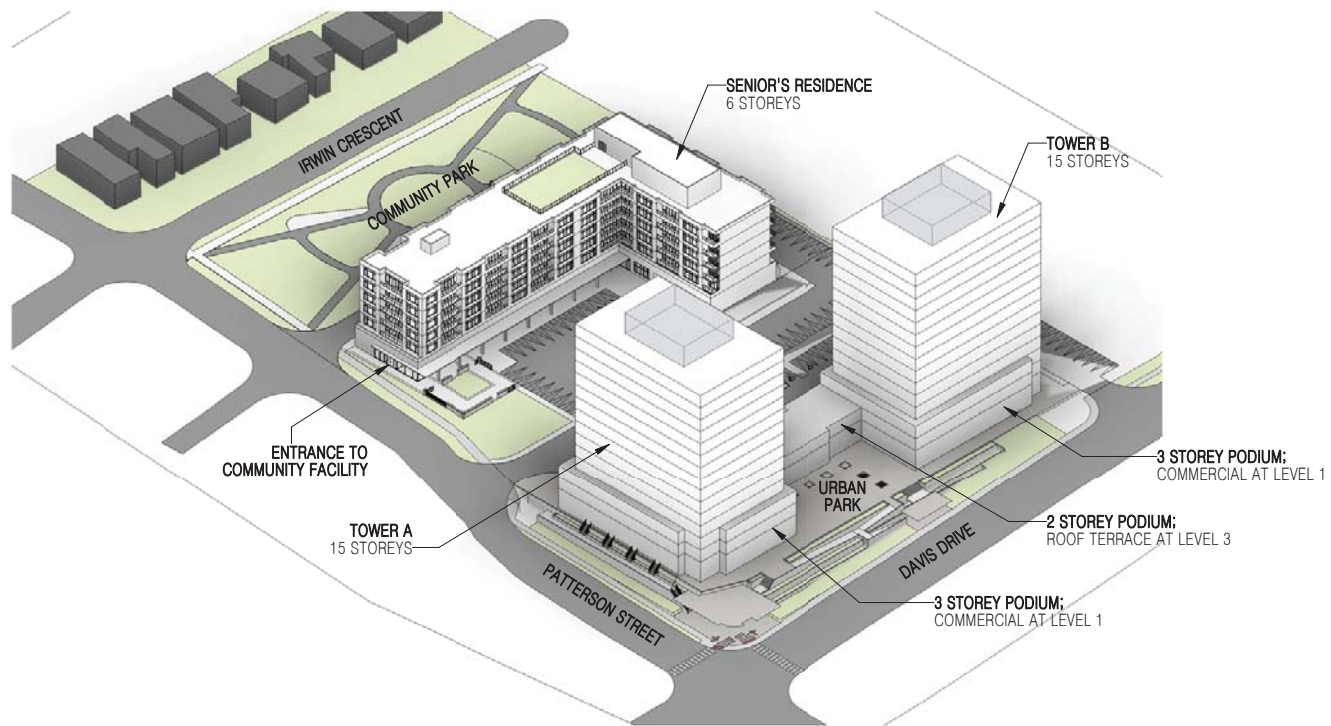 SENIOR'S RESIDENCE
6 STOREYS
TOWER B
15 STOREYS
IRWIN CRESCENT
COMMUNITY PARK
ENTRANCE TO
COMMUNITY FACILITY
TOWER A
15 STOREYS
URBAN
PARK
3 STOREY PODIUM;
COMMERCIAL AT LEVEL 1
2 STOREY PODIUM;
ROOF TERRACE AT LEVEL 3
DAVIS DRIVE
3 STOREY PODIUM;
COMMERCIAL AT LEVEL 1
PATTERSON STREET